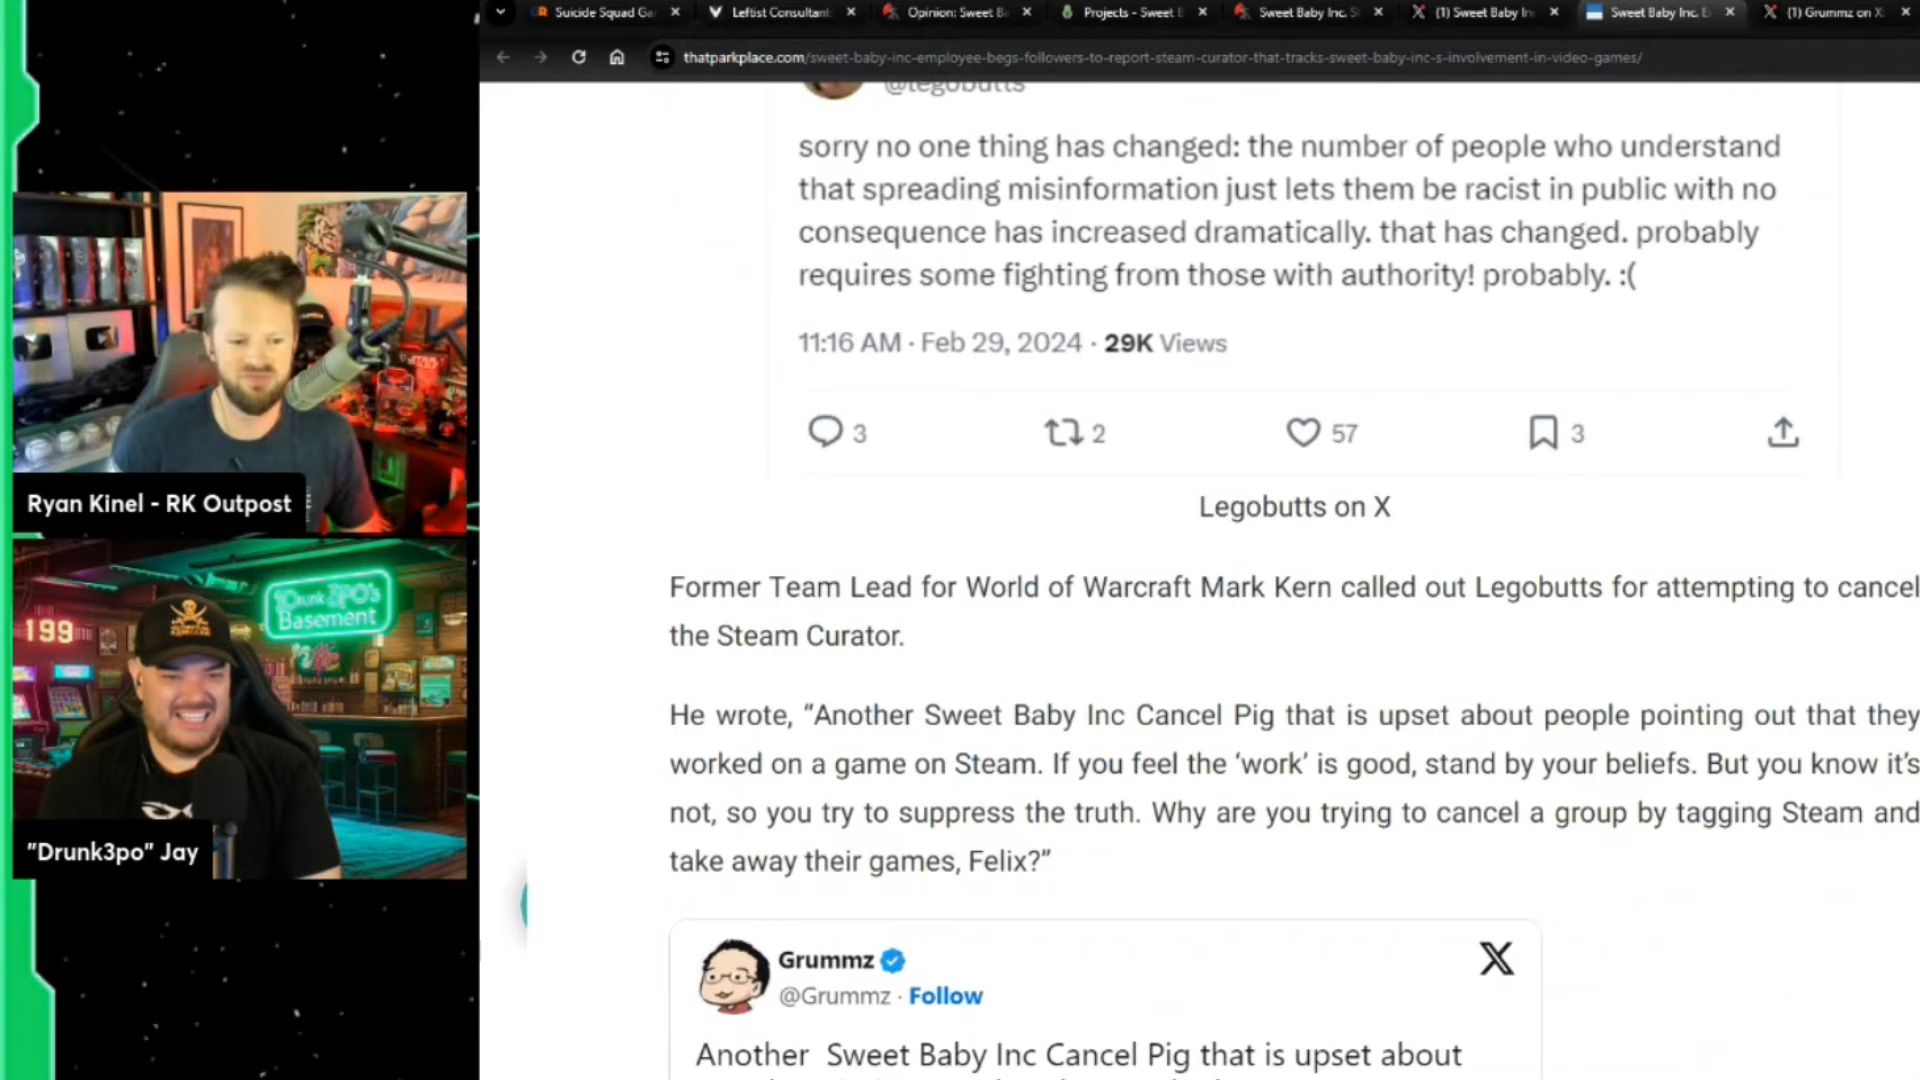 Suicide Squad Ga
Leftist Consultant
Opinion: Sweet B
Projects - Sweet
Sweet Baby Inc. S
(1) Sweet Baby In
Sweet Baby Inc. E
(1) Grummz on X
thatparkplace.com/sweet-baby-inc-employee-begs-followers-to-report-steam-curator-that-tracks-sweet-baby-inc-s-involvement-in-video-games/
@legobutts
sorry no one thing has changed: the number of people who understand
that spreading misinformation just lets them be racist in public with no
consequence has increased dramatically. that has changed. probably
requires some fighting from those with authority! probably. :(
11:16 AM · Feb 29, 2024 · 29K Views
3 2 57 3
Legobutts on X
Former Team Lead for World of Warcraft Mark Kern called out Legobutts for attempting to cancel
the Steam Curator.
He wrote, “Another Sweet Baby Inc Cancel Pig that is upset about people pointing out that they
worked on a game on Steam. If you feel the ‘work’ is good, stand by your beliefs. But you know it’s
not, so you try to suppress the truth. Why are you trying to cancel a group by tagging Steam and
take away their games, Felix?”
Grummz
@Grummz · Follow
Another Sweet Baby Inc Cancel Pig that is upset about
Ryan Kinel - RK Outpost
199
Drunk 3PO's
Basement
"Drunk3po" Jay